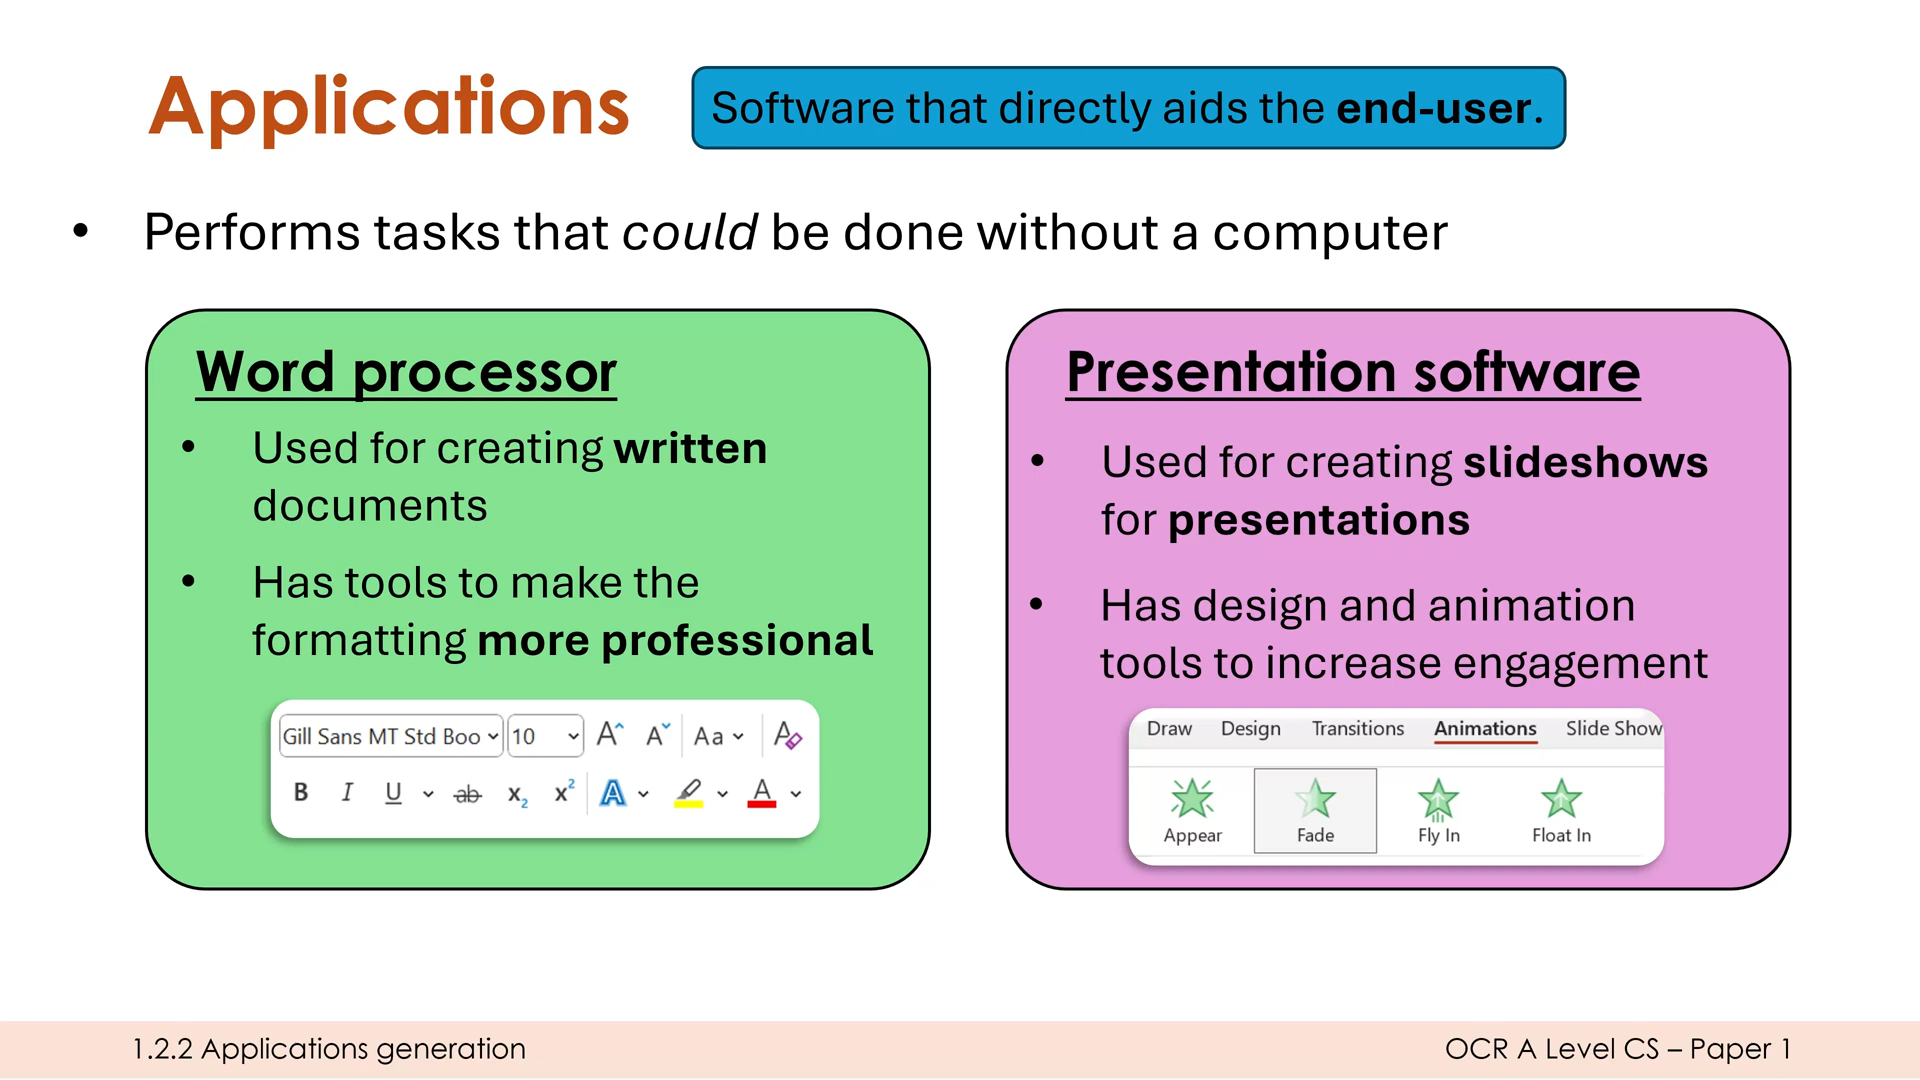 Applications
Software that directly aids the end-user.
• Performs tasks that could be done without a computer
Word processor
• Used for creating written
documents
• Has tools to make the
formatting more professional
Gill Sans MT Std Boo 10 A A Aa A
B I U ab x2 x2 A A
Presentation software
• Used for creating slideshows
for presentations
• Has design and animation
tools to increase engagement
Draw Design Transitions Animations Slide Show
Appear Fade Fly In Float In
1.2.2 Applications generation
OCR A Level CS – Paper 1